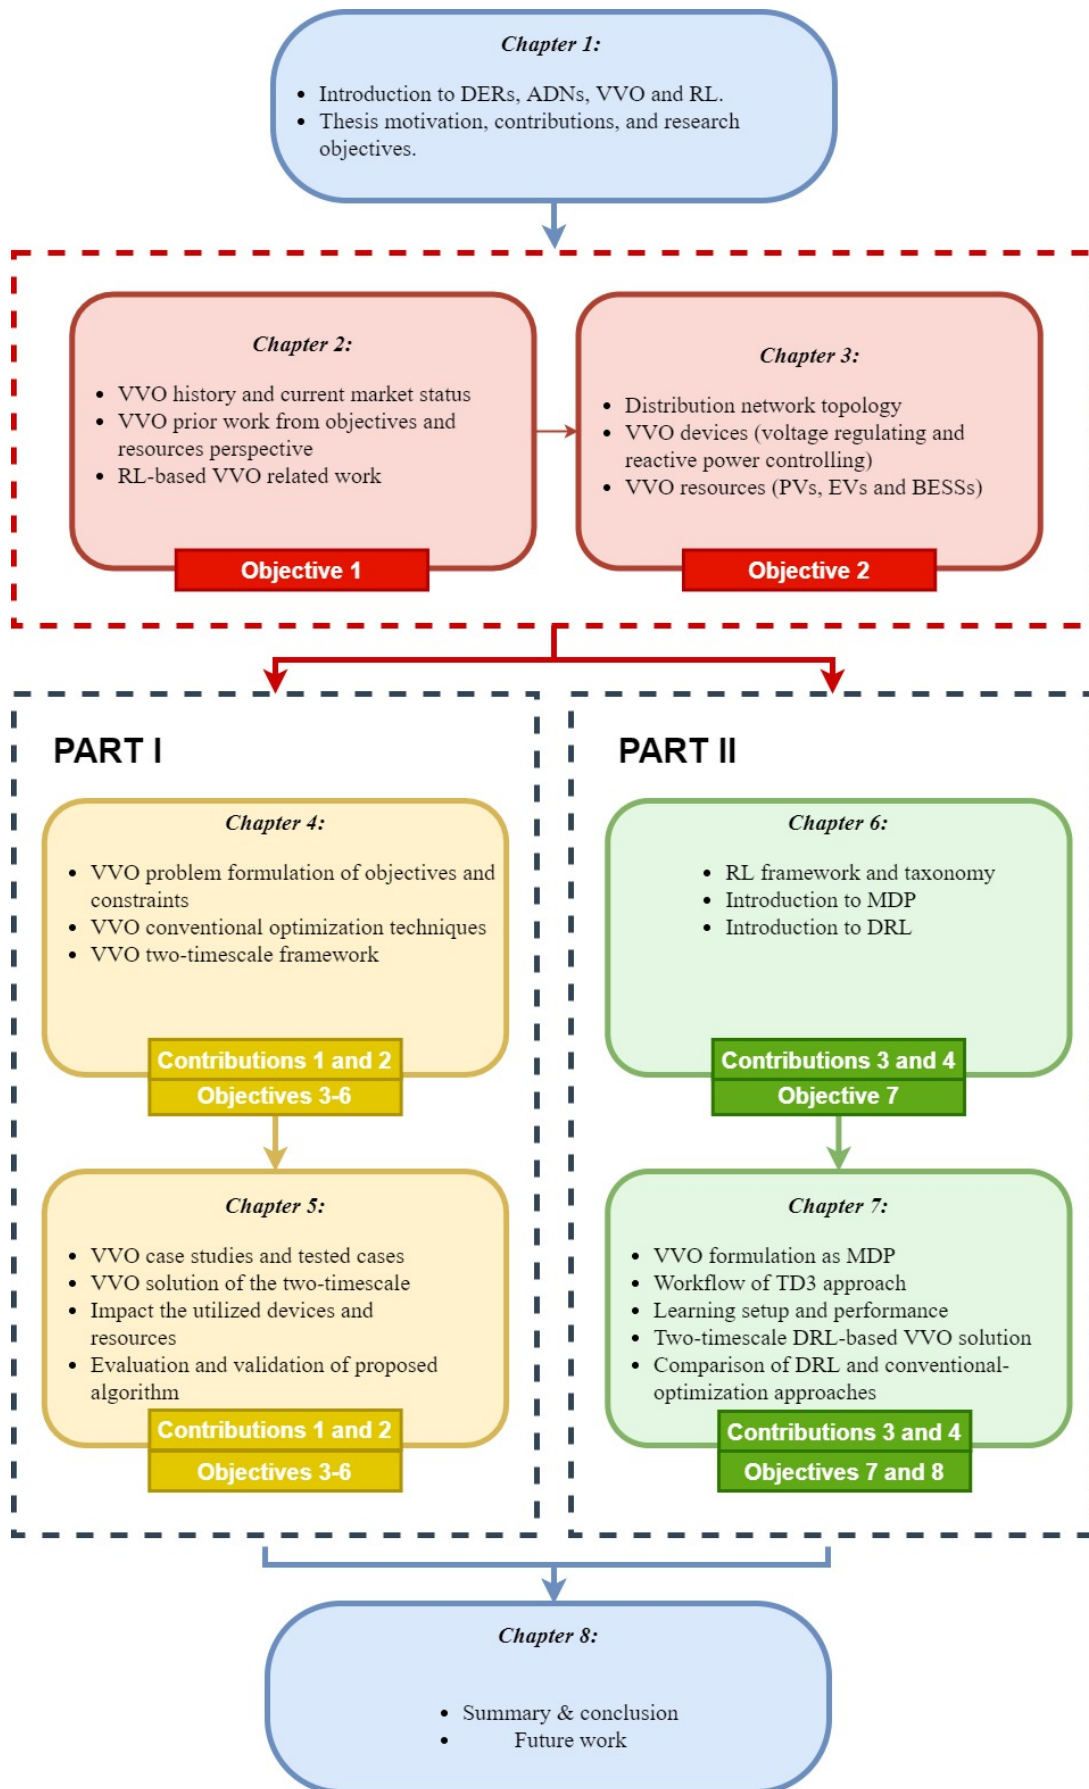 Chapter 1:
• Introduction to DERs, ADNs, VVO and RL.
• Thesis motivation, contributions, and research
objectives.
Chapter 2:
• VVO history and current market status
• VVO prior work from objectives and
resources perspective
• RL-based VVO related work
Objective 1
Chapter 3:
• Distribution network topology
• VVO devices (voltage regulating and
reactive power controlling)
• VVO resources (PVs, EVs and BESSs)
Objective 2
PART I
Chapter 4:
• VVO problem formulation of objectives and
constraints
• VVO conventional optimization techniques
• VVO two-timescale framework
Contributions 1 and 2
Objectives 3-6
Chapter 5:
• VVO case studies and tested cases
• VVO solution of the two-timescale
• Impact the utilized devices and
resources
• Evaluation and validation of proposed
algorithm
Contributions 1 and 2
Objectives 3-6
PART II
Chapter 6:
• RL framework and taxonomy
• Introduction to MDP
• Introduction to DRL
Contributions 3 and 4
Objective 7
Chapter 7:
• VVO formulation as MDP
• Workflow of TD3 approach
• Learning setup and performance
• Two-timescale DRL-based VVO solution
• Comparison of DRL and conventional-
optimization approaches
Contributions 3 and 4
Objectives 7 and 8
Chapter 8:
• Summary & conclusion
• Future work